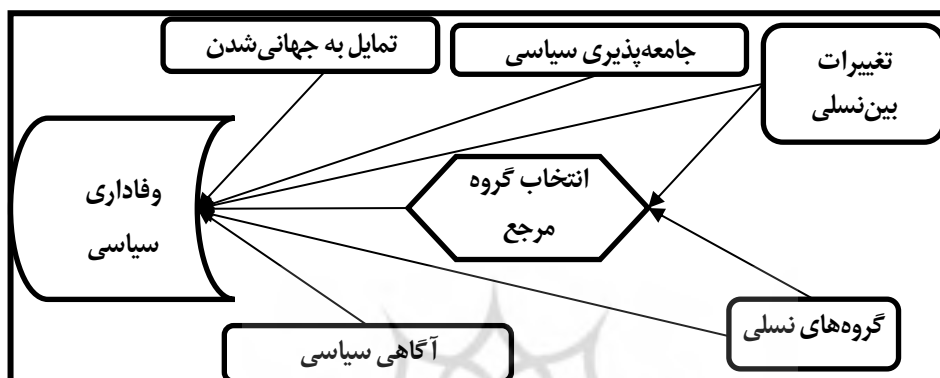 تمایل به جهانی‌شدن
جامعه‌پذیری سیاسی
تغییرات
بین‌نسلی
انتخاب گروه
مرجع
وفاداری
سیاسی
گروه‌های نسلی
آگاهی سیاسی